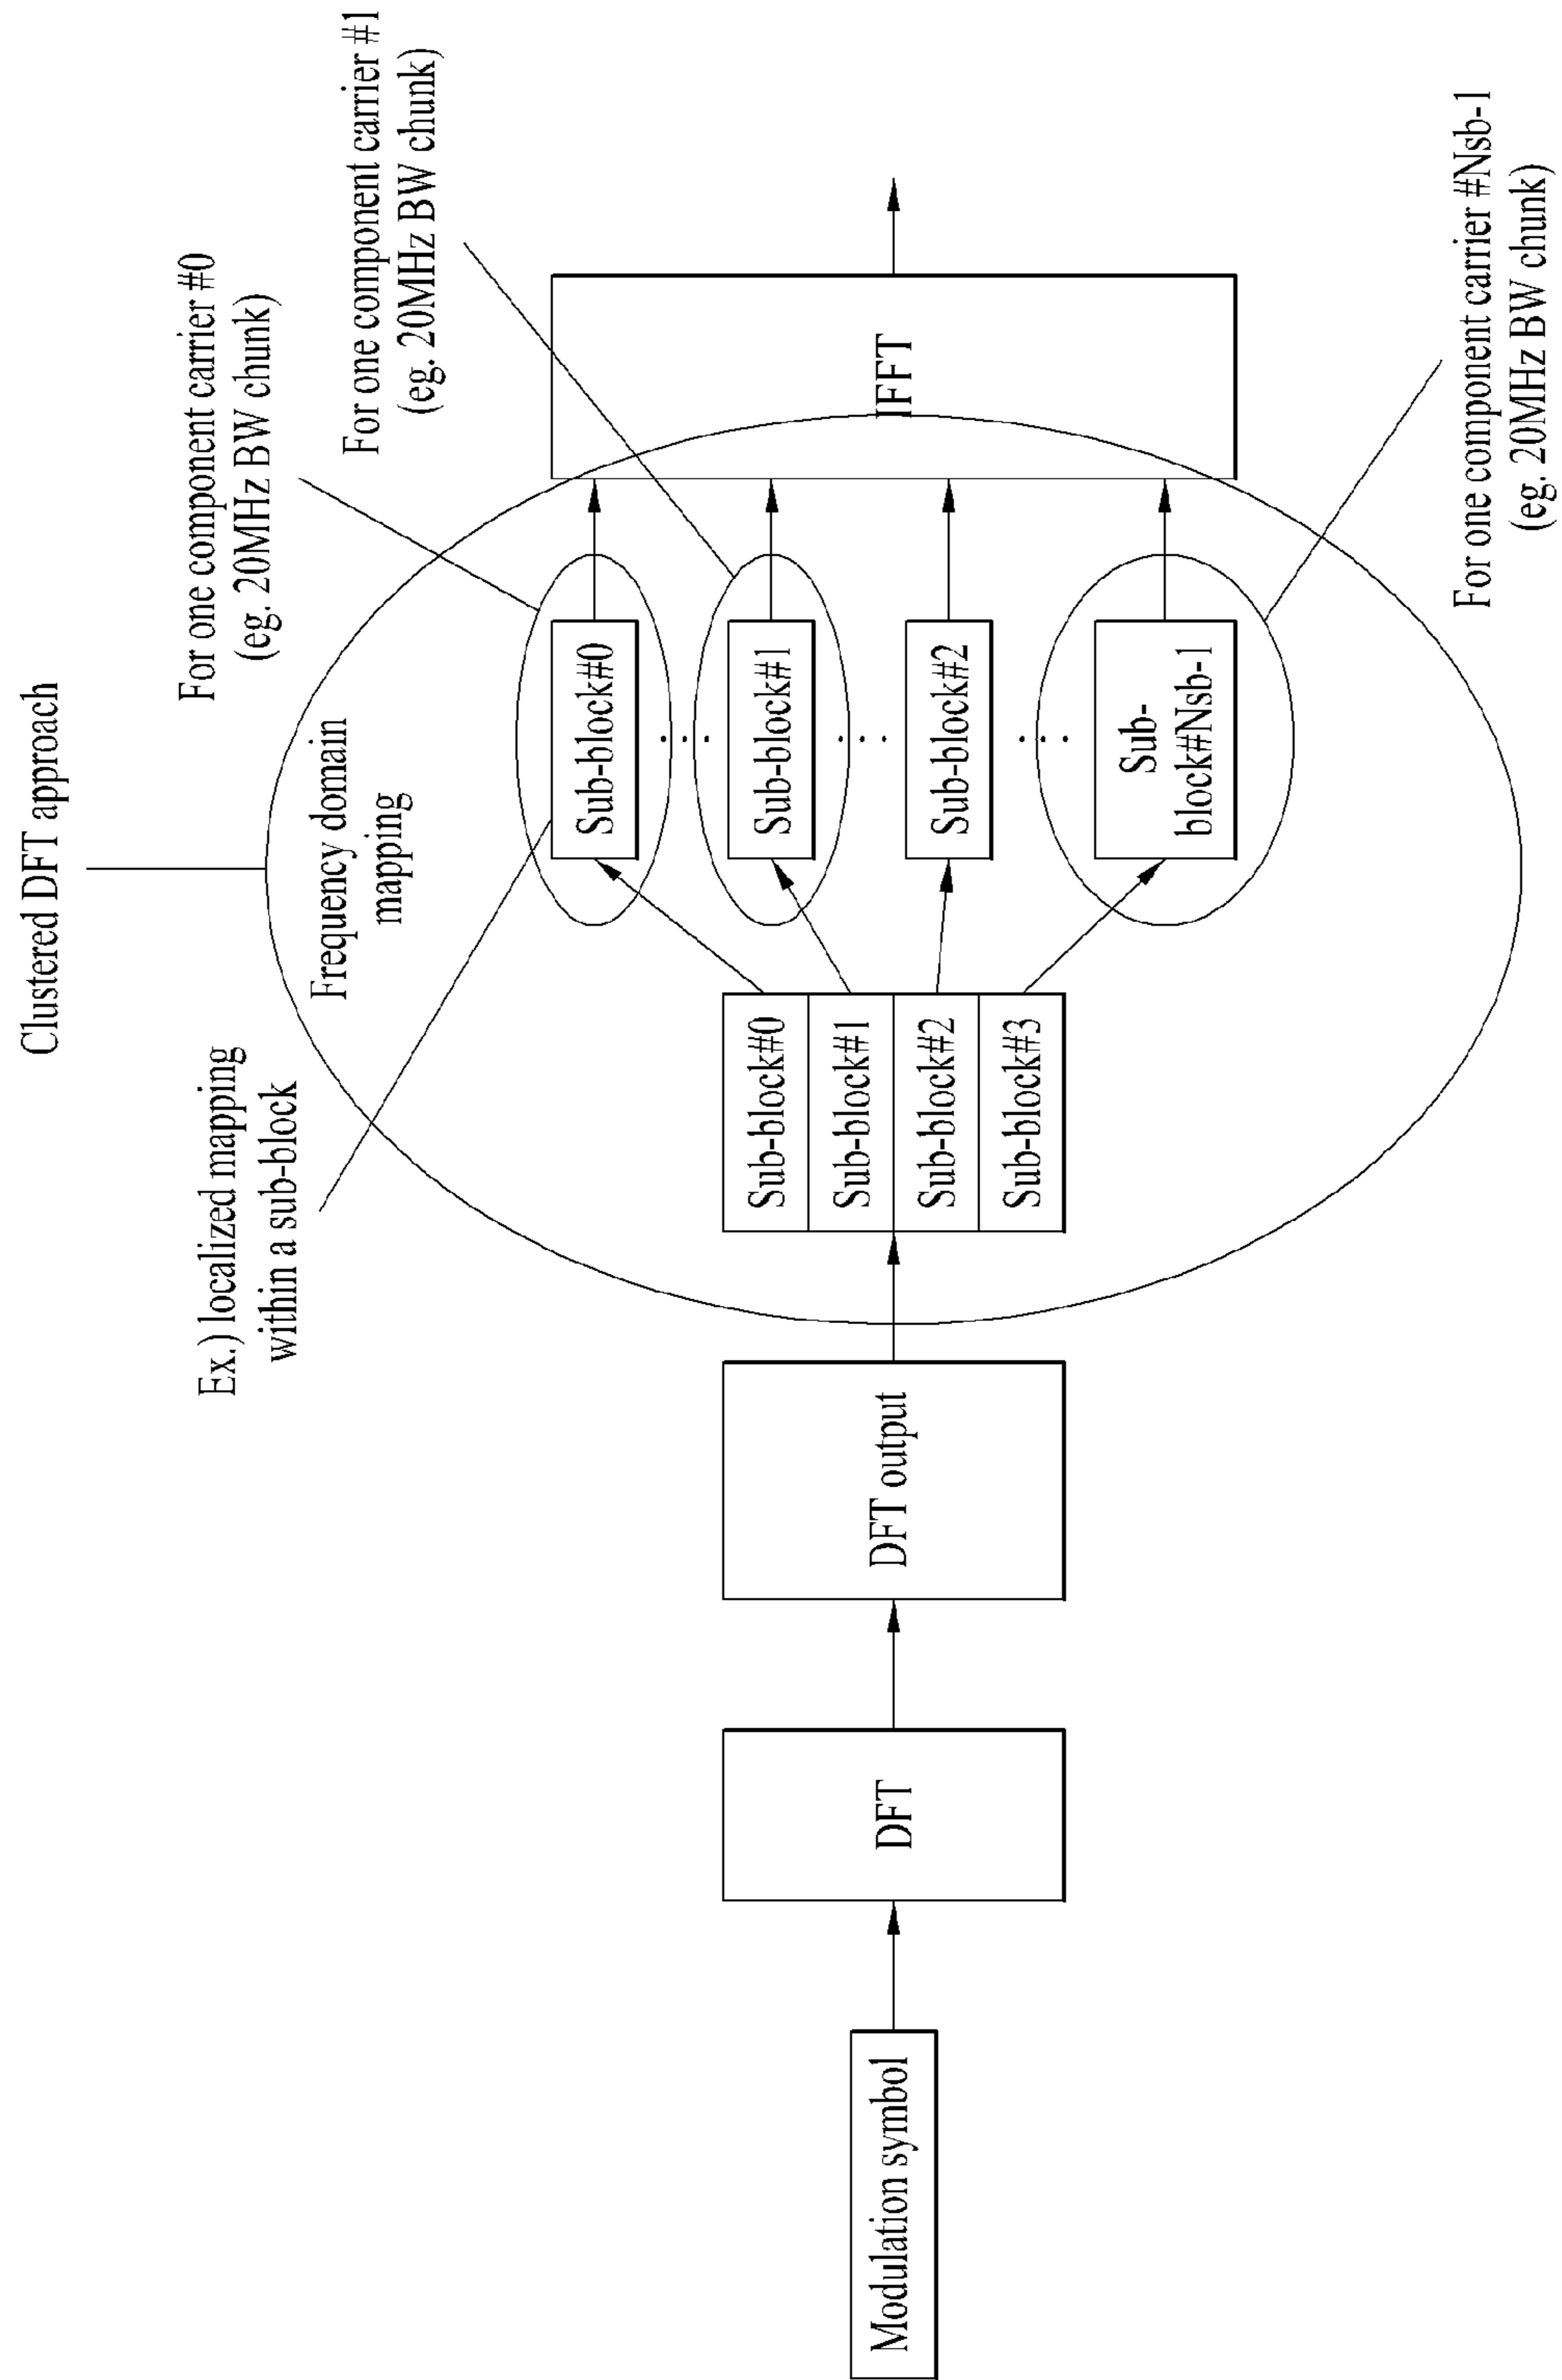 Clustered DFT approach
For one component carrier #0
(eg. 20MHz BW chunk)
For one component carrier #1
(eg. 20MHz BW chunk)
Ex.) localized mapping
within a sub-block
Frequency domain
mapping
Modulation symbol
DFT
DFT output
Sub-block#0
Sub-block#1
Sub-block#2
Sub-block#3
Sub-block#0
...
Sub-block#1
...
Sub-block#2
...
Sub-
block#Nsb-1
IFFT
For one component carrier #Nsb-1
(eg. 20MHz BW chunk)